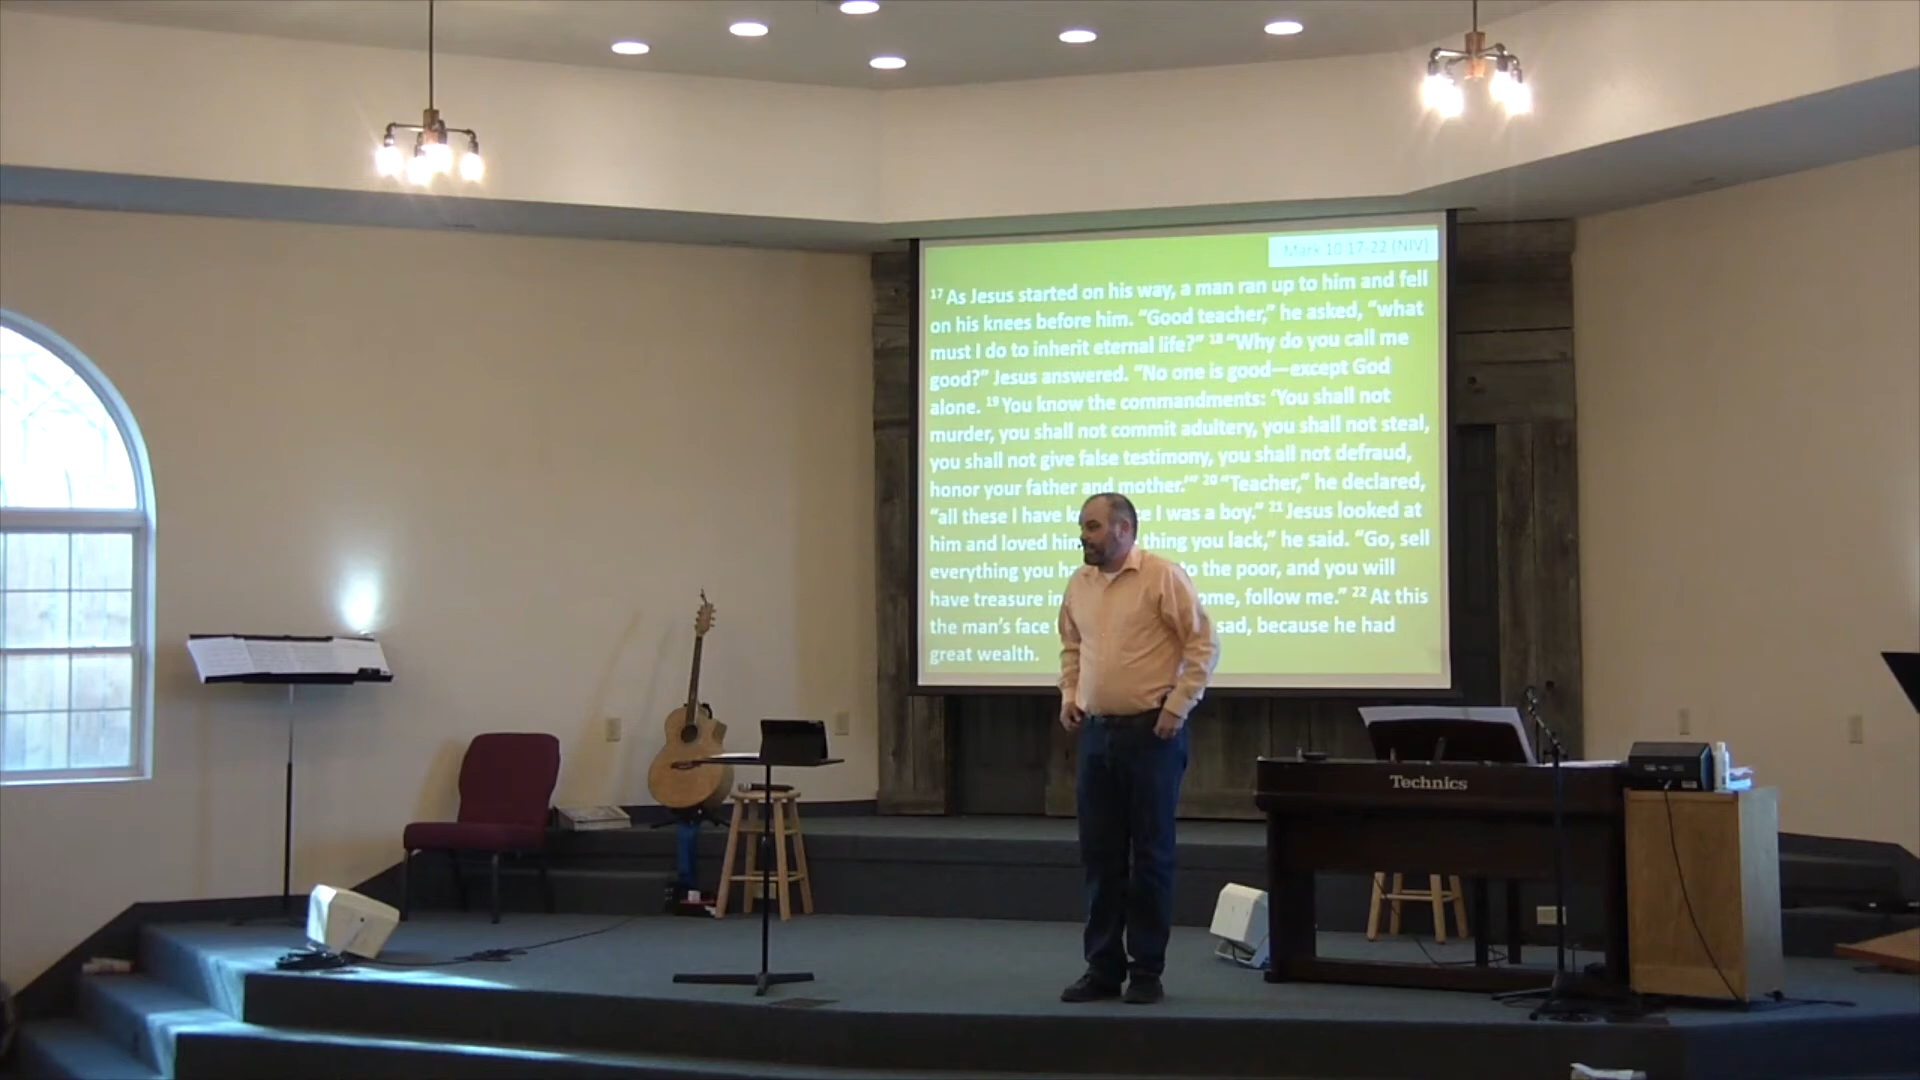 Mark 10:17-22 (NIV)
17 As Jesus started on his way, a man ran up to him and fell
on his knees before him. “Good teacher,” he asked, “what
must I do to inherit eternal life?” 18 “Why do you call me
good?” Jesus answered. “No one is good—except God
alone. 19 You know the commandments: ‘You shall not
murder, you shall not commit adultery, you shall not steal,
you shall not give false testimony, you shall not defraud,
honor your father and mother.’” 20 “Teacher,” he declared,
“all these I have I was a boy.” 21 Jesus looked at
him and loved thing you lack,” he said. “Go, sell
everything you to the poor, and you will
have treasure in follow me.” 22 At this
the man’s face sad, because he had
great wealth.
Technics